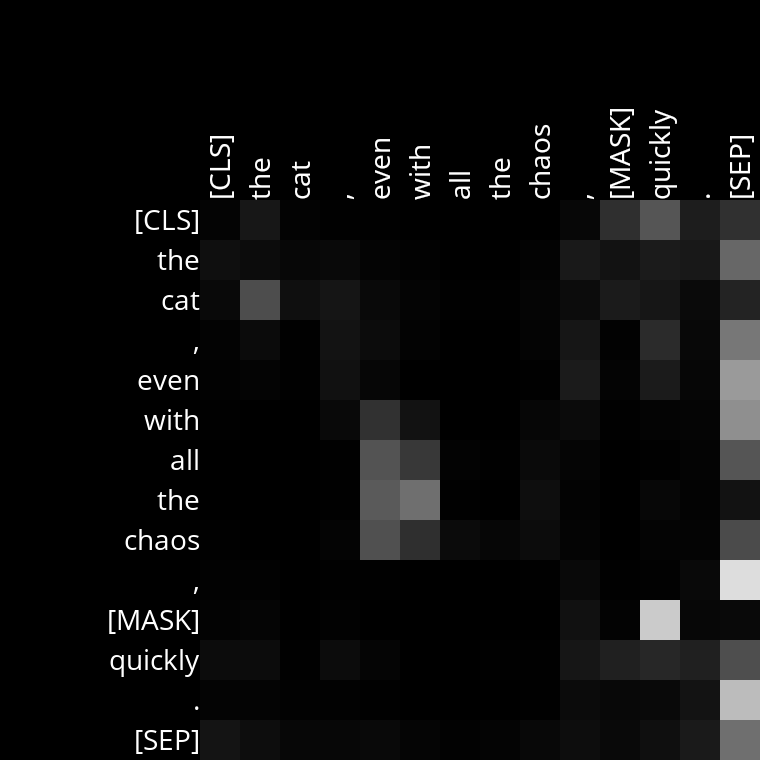 [CLS] the cat , even with all the chaos , [MASK] quickly . [SEP]
[CLS]
the
cat
,
even
with
all
the
chaos
,
[MASK]
quickly
.
[SEP]